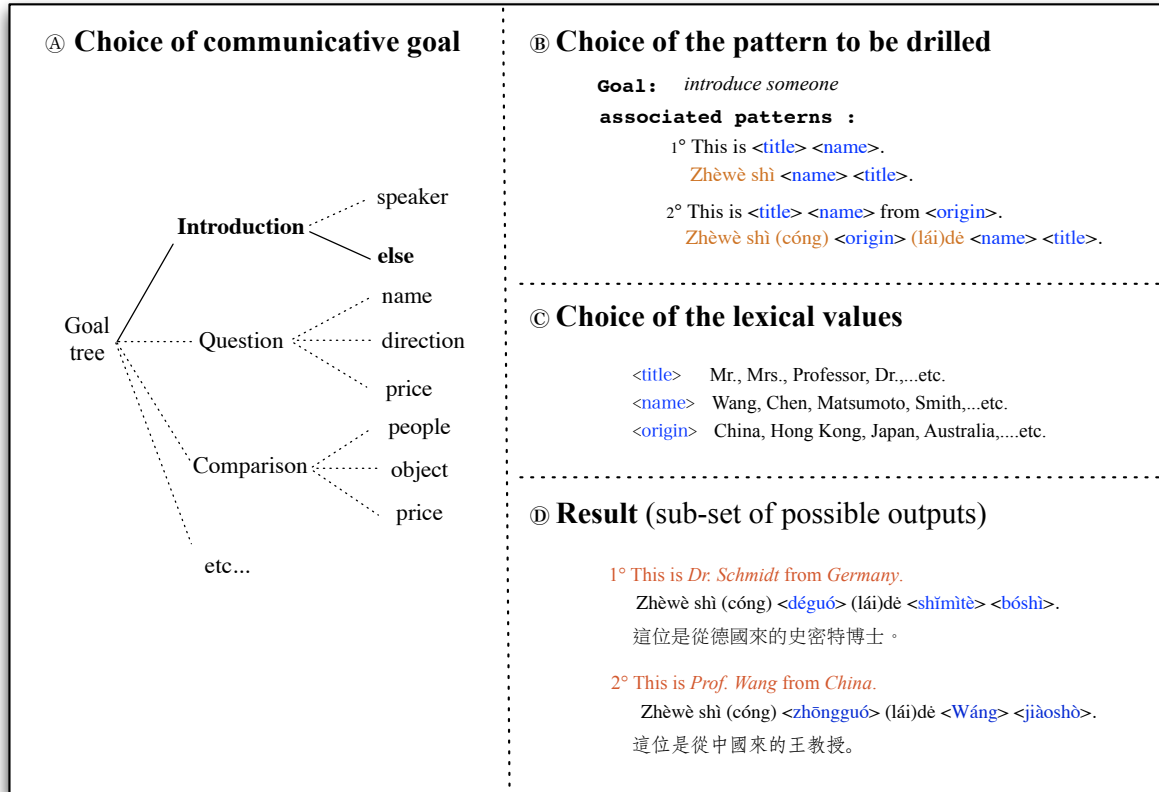 Ⓐ Choice of communicative goal
Goal
tree
Introduction
speaker
else
Question
name
direction
price
Comparison
people
object
price
etc...
Ⓑ Choice of the pattern to be drilled
Goal: introduce someone
associated patterns :
1° This is <title> <name>.
Zhèwè shì <name> <title>.
2° This is <title> <name> from <origin>.
Zhèwè shì (cóng) <origin> (lái)dė <name> <title>.
Ⓒ Choice of the lexical values
<title> Mr., Mrs., Professor, Dr.,...etc.
<name> Wang, Chen, Matsumoto, Smith,...etc.
<origin> China, Hong Kong, Japan, Australia,....etc.
Ⓓ Result (sub-set of possible outputs)
1° This is Dr. Schmidt from Germany.
Zhèwè shì (cóng) <déguó> (lái)dė <shĭmìtè> <bóshì>.
這位是從德國來的史密特博士。
2° This is Prof. Wang from China.
Zhèwè shì (cóng) <zhōngguó> (lái)dė <Wáng> <jiàoshò>.
這位是從中國來的王教授。